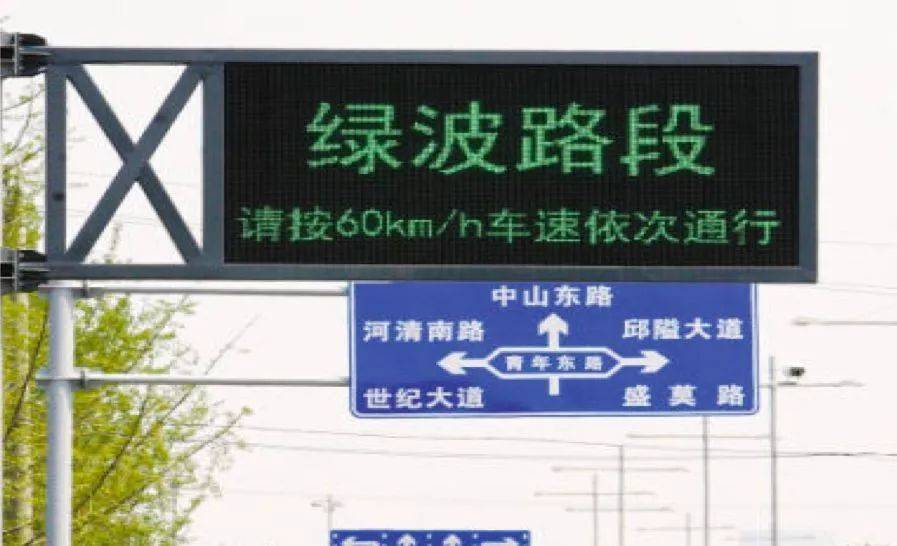 绿波路段
请按60km/h车速依次通行
中山东路
河清南路
邱隘大道
青年东路
世纪大道
盛莫路